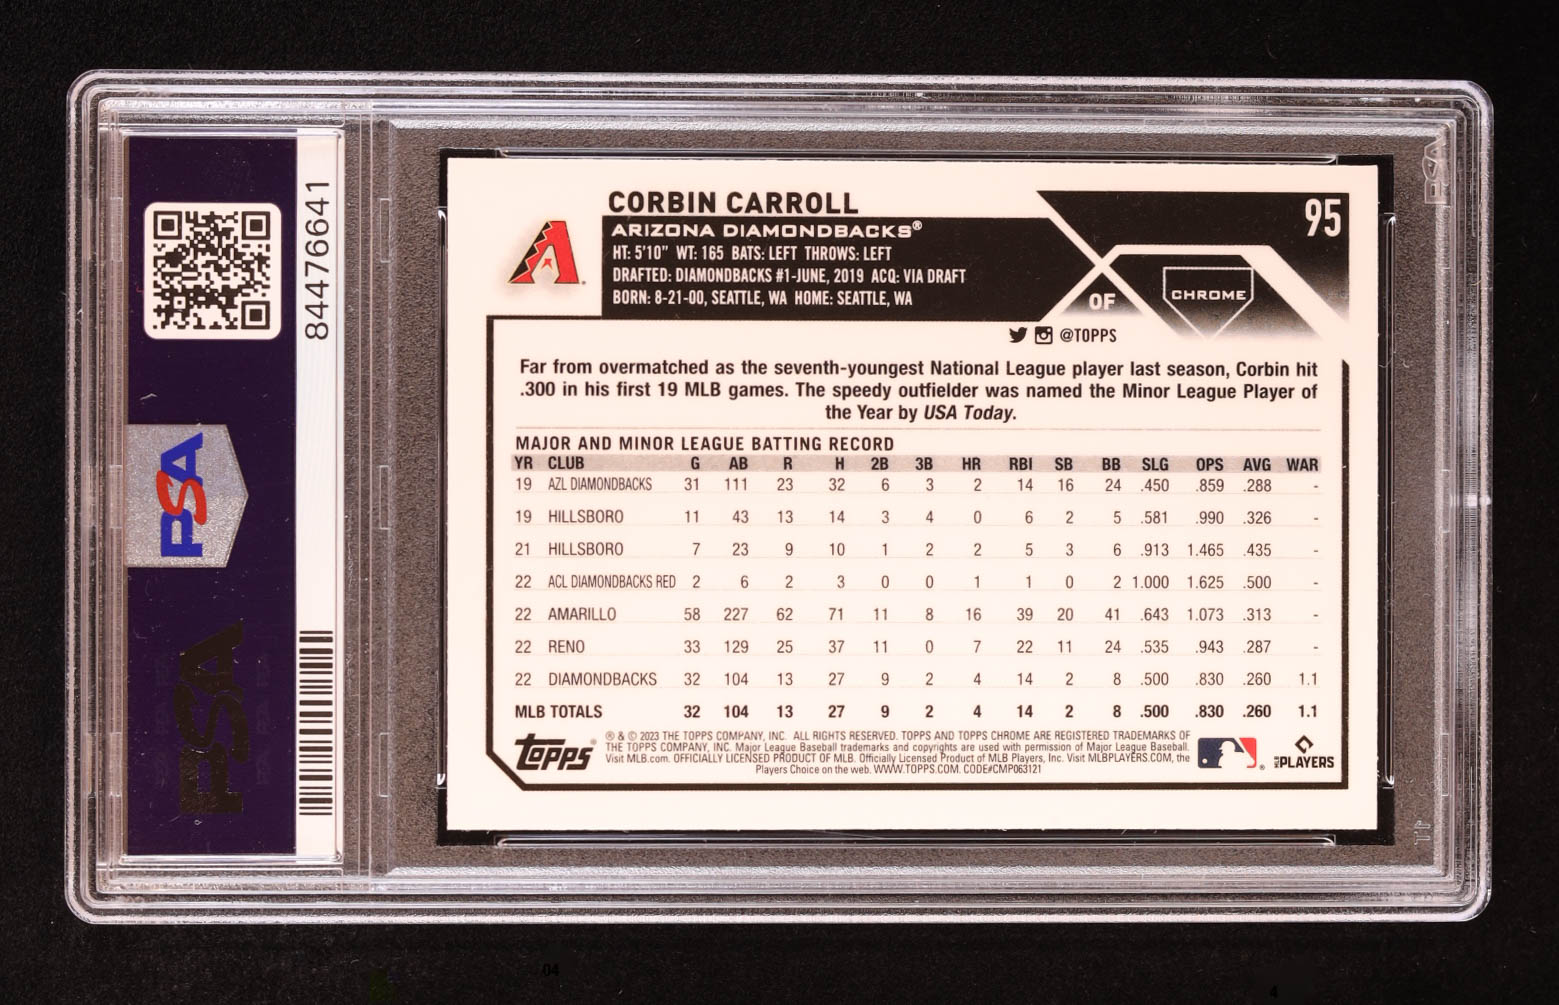 84476641
PSA
PSA
PSA
CORBIN CARROLL
95
ARIZONA DIAMONDBACKS®
HT: 5'10" WT: 165 BATS: LEFT THROWS: LEFT
DRAFTED: DIAMONDBACKS #1-JUNE, 2019 ACQ: VIA DRAFT
BORN: 8-21-00, SEATTLE, WA HOME: SEATTLE, WA
OF
CHROME
@TOPPS
Far from overmatched as the seventh-youngest National League player last season, Corbin hit
.300 in his first 19 MLB games. The speedy outfielder was named the Minor League Player of
the Year by USA Today.
MAJOR AND MINOR LEAGUE BATTING RECORD
YR CLUB G AB R H 2B 3B HR RBI SB BB SLG OPS AVG WAR
19 AZL DIAMONDBACKS 31 111 23 32 6 3 2 14 16 24 .450 .859 .288 -
19 HILLSBORO 11 43 13 14 3 4 0 6 2 5 .581 .990 .326 -
21 HILLSBORO 7 23 9 10 1 2 2 5 3 6 .913 1.465 .435 -
22 ACL DIAMONDBACKS RED 2 6 2 3 0 0 1 1 0 2 1.000 1.625 .500 -
22 AMARILLO 58 227 62 71 11 8 16 39 20 41 .643 1.073 .313 -
22 RENO 33 129 25 37 11 0 7 22 11 24 .535 .943 .287 -
22 DIAMONDBACKS 32 104 13 27 9 2 4 14 2 8 .500 .830 .260 1.1
MLB TOTALS 32 104 13 27 9 2 4 14 2 8 .500 .830 .260 1.1
topps®
® & © 2023 THE TOPPS COMPANY, INC. ALL RIGHTS RESERVED. TOPPS AND TOPPS CHROME ARE REGISTERED TRADEMARKS OF
THE TOPPS COMPANY, INC. Major League Baseball trademarks and copyrights are used with permission of Major League Baseball.
Visit MLB.com. OFFICIALLY LICENSED PRODUCT OF MLB. Officially Licensed Product of MLB Players, Inc. Visit MLBPLAYERS.COM, the
Players Choice on the web. WWW.TOPPS.COM. CODE#CMP063121
MLB PLAYERS
04
4